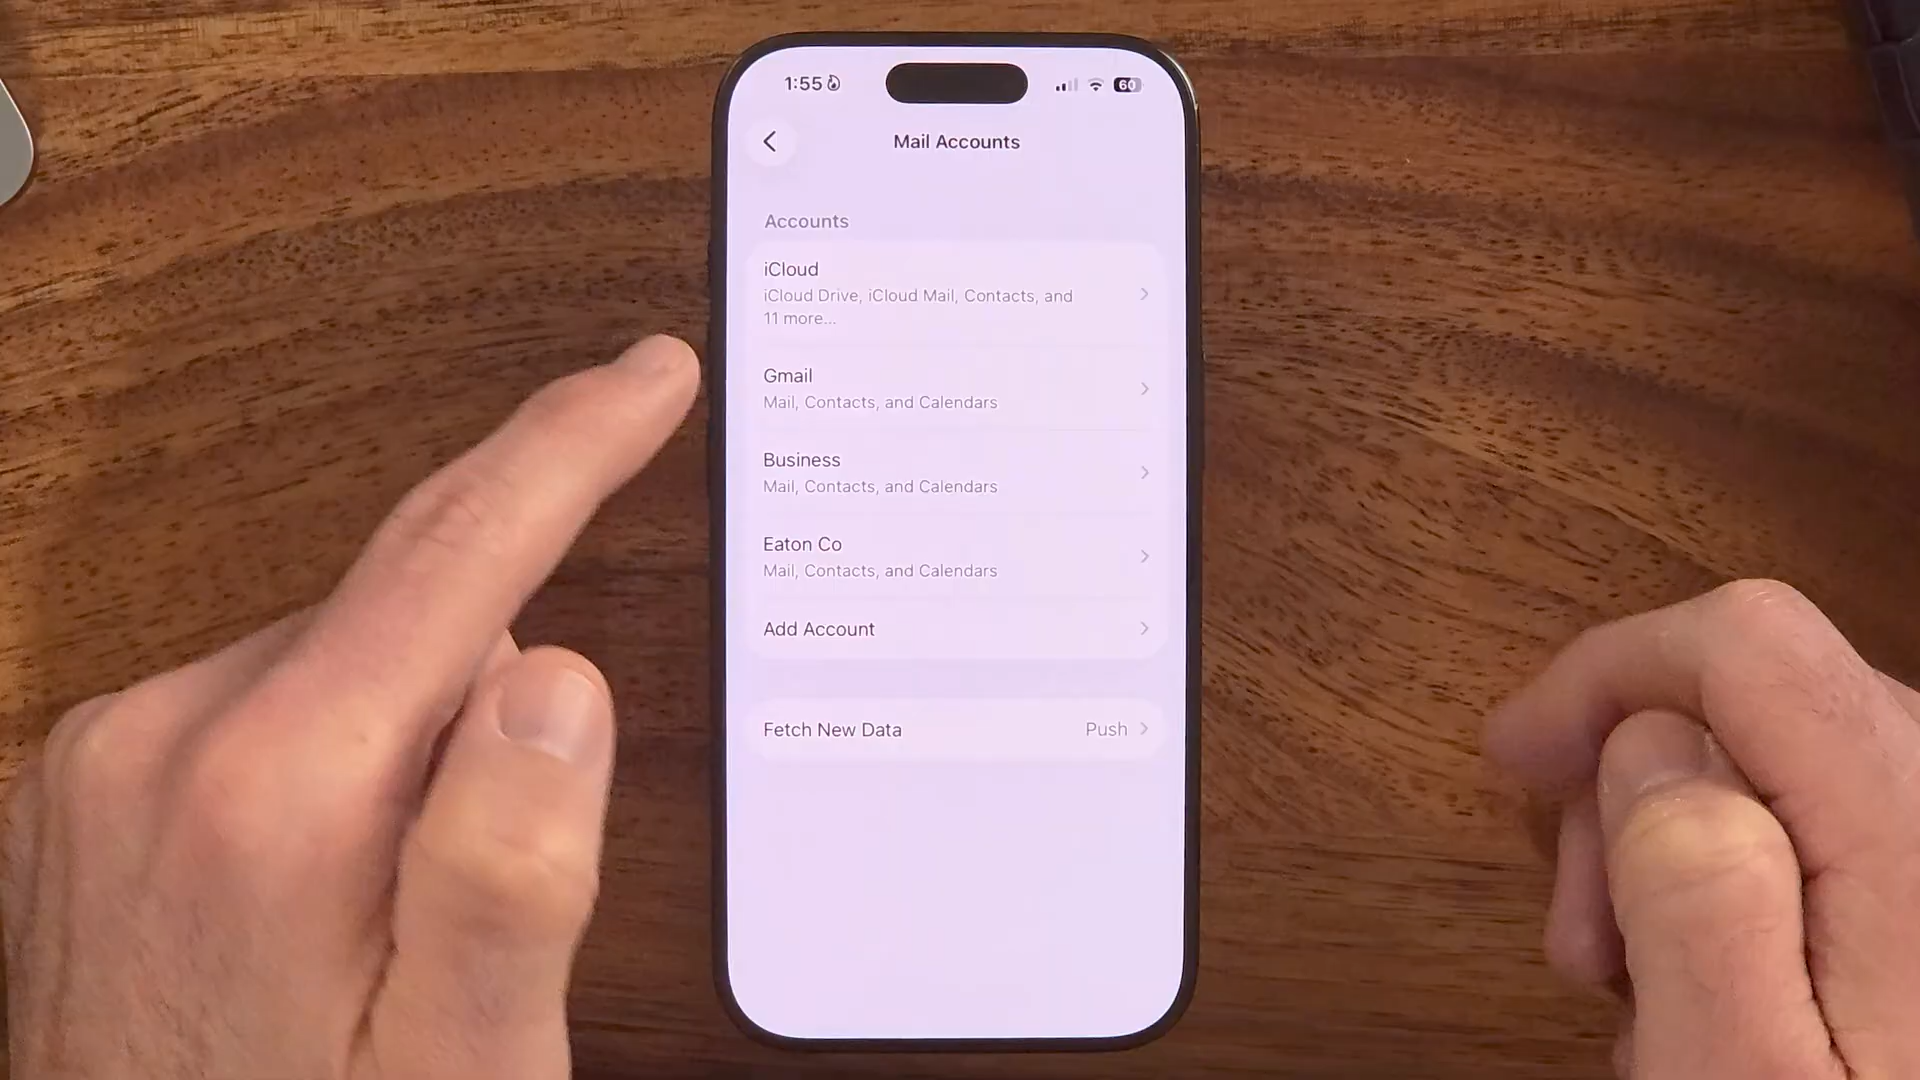 1:55
60
Mail Accounts
Accounts
iCloud
iCloud Drive, iCloud Mail, Contacts, and
11 more...
Gmail
Mail, Contacts, and Calendars
Business
Mail, Contacts, and Calendars
Eaton Co
Mail, Contacts, and Calendars
Add Account
Fetch New Data Push